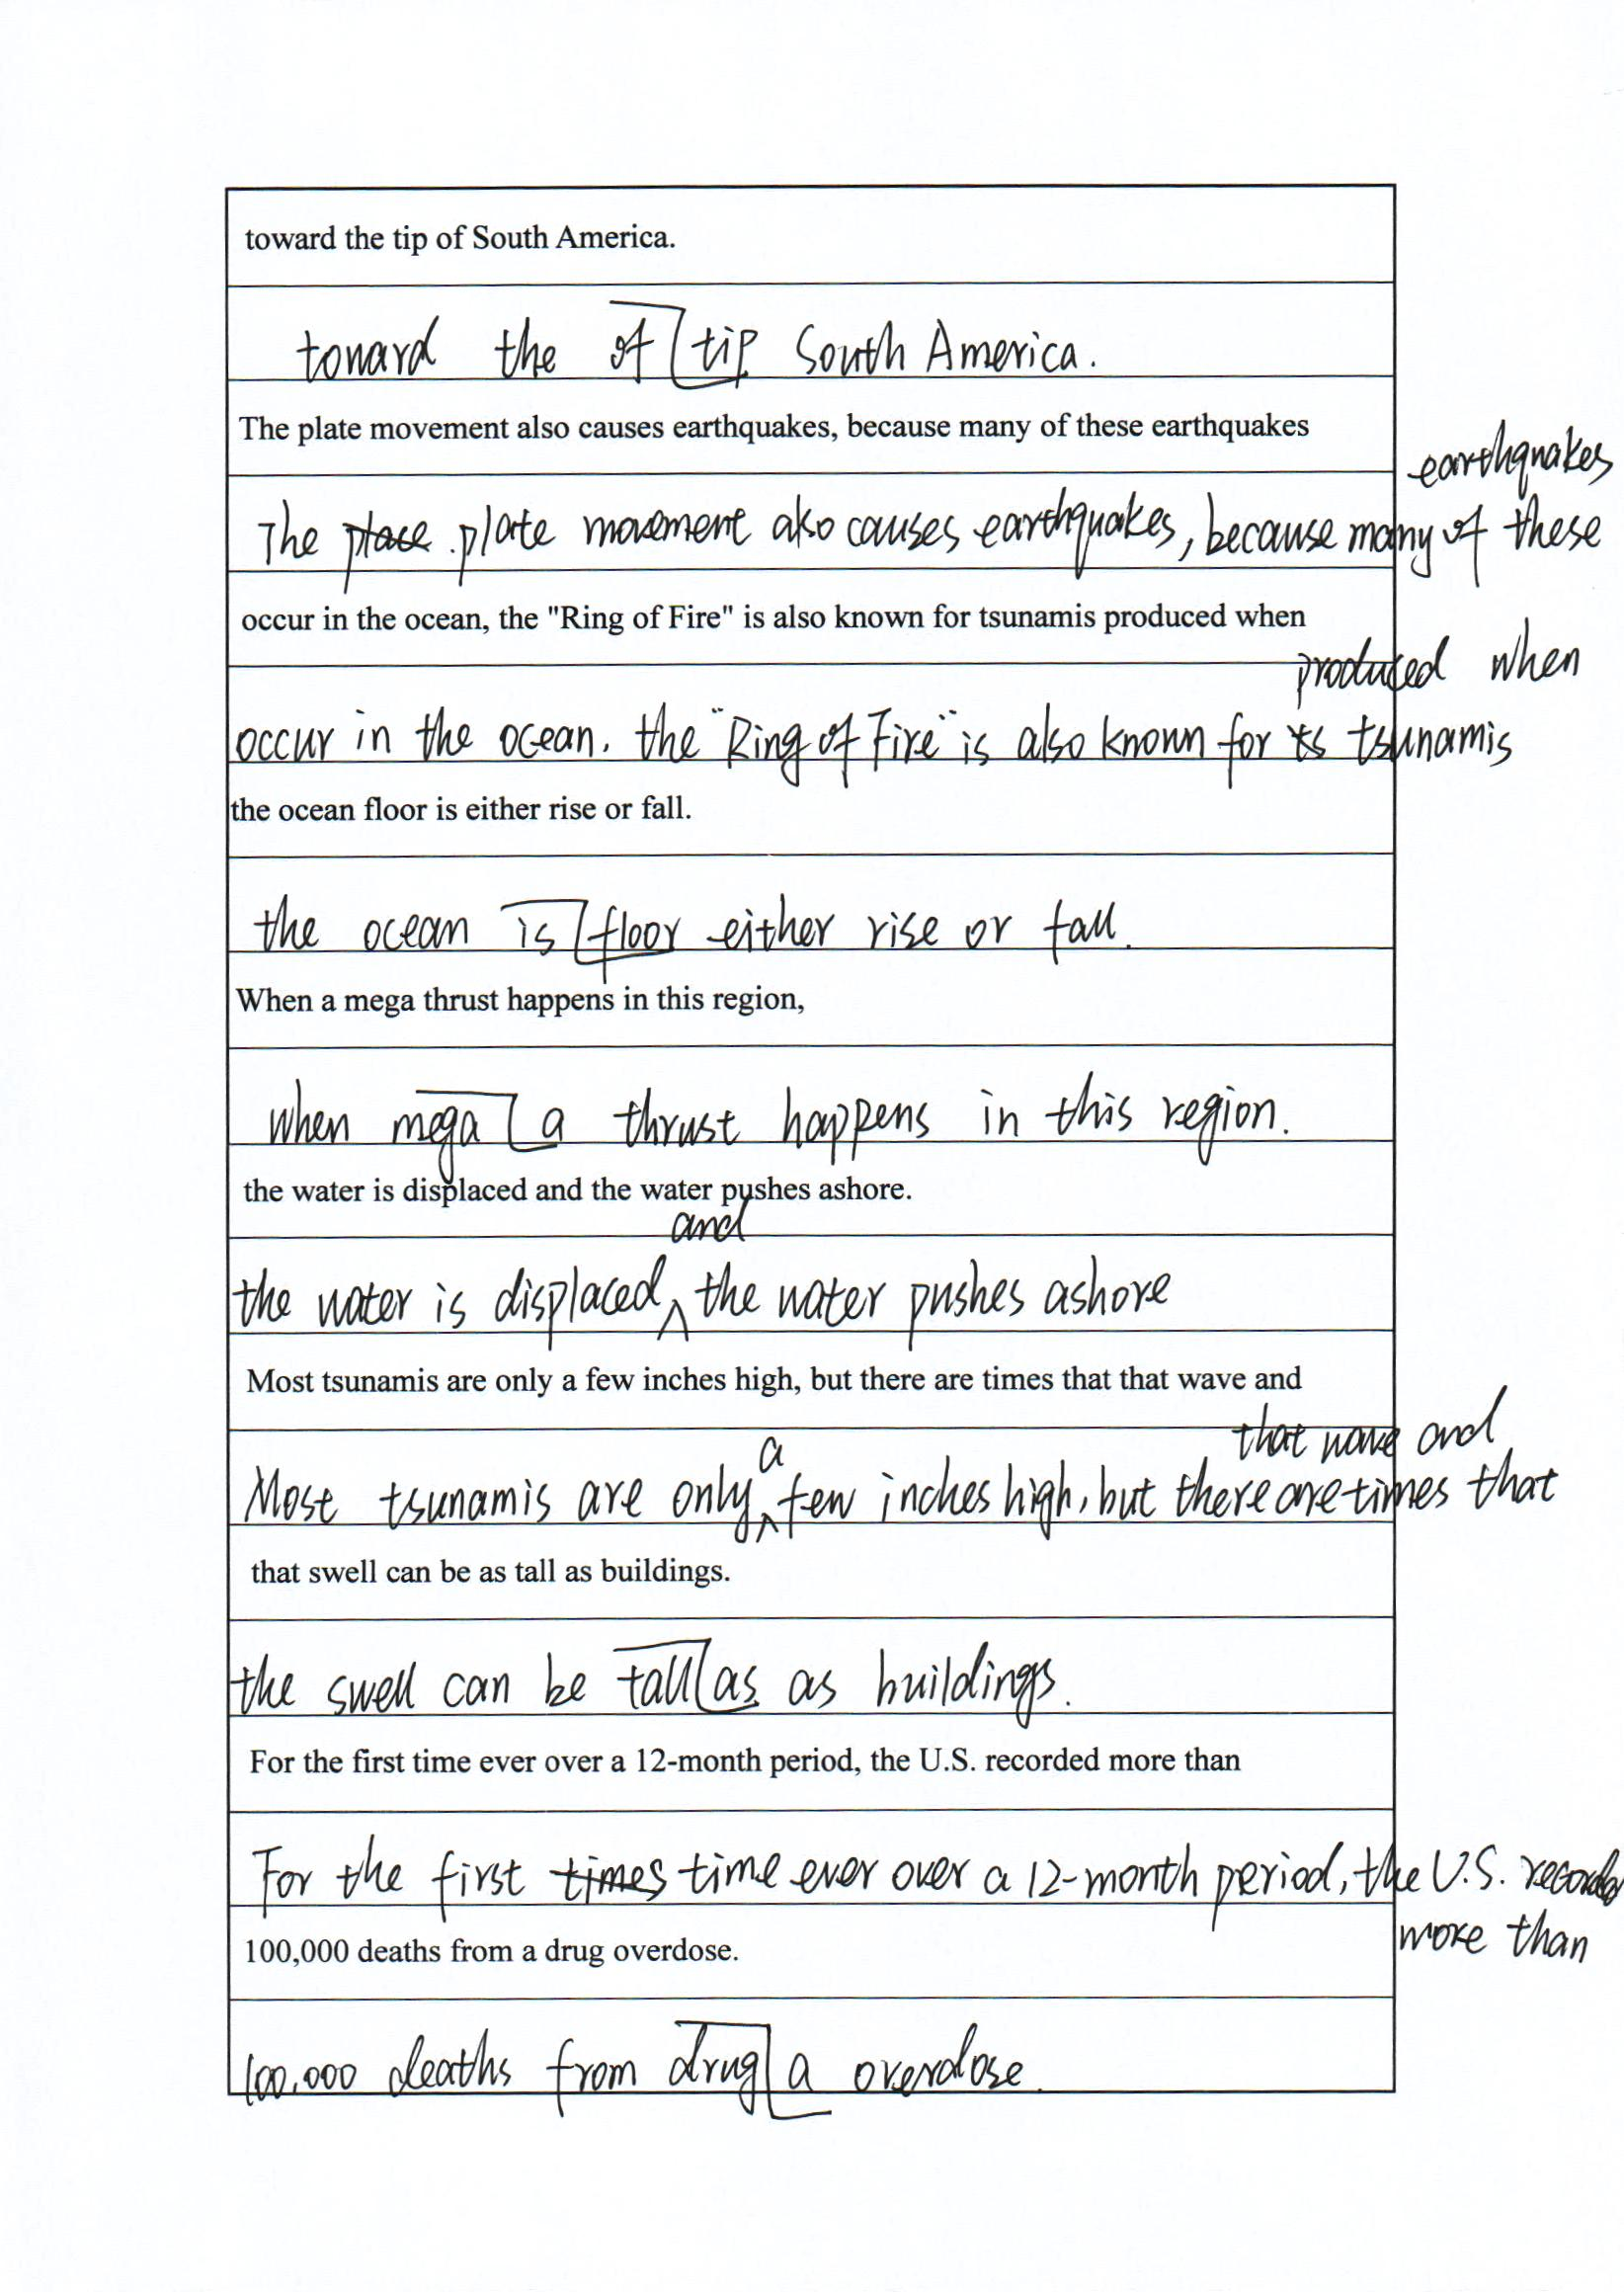 toward the tip of South America.
toward the of tip South America.
The plate movement also causes earthquakes, because many of these earthquakes
The place plate movement also causes earthquakes, because many of these earthquakes
occur in the ocean, the "Ring of Fire" is also known for tsunamis produced when
occur in the ocean, the "Ring of Fire" is also known for ts tsunamis produced when
the ocean floor is either rise or fall.
the ocean is floor either rise or fall.
When a mega thrust happens in this region,
When mega a thrust happens in this region.
the water is displaced and the water pushes ashore.
the water is displaced and the water pushes ashore
Most tsunamis are only a few inches high, but there are times that that wave and
Most tsunamis are only a few inches high, but there are times that that wave and
that swell can be as tall as buildings.
the swell can be tall as as buildings.
For the first time ever over a 12-month period, the U.S. recorded more than
For the first times time ever over a 12-month period, the U.S. recorded more than
100,000 deaths from a drug overdose.
100,000 deaths from drug a overdose.